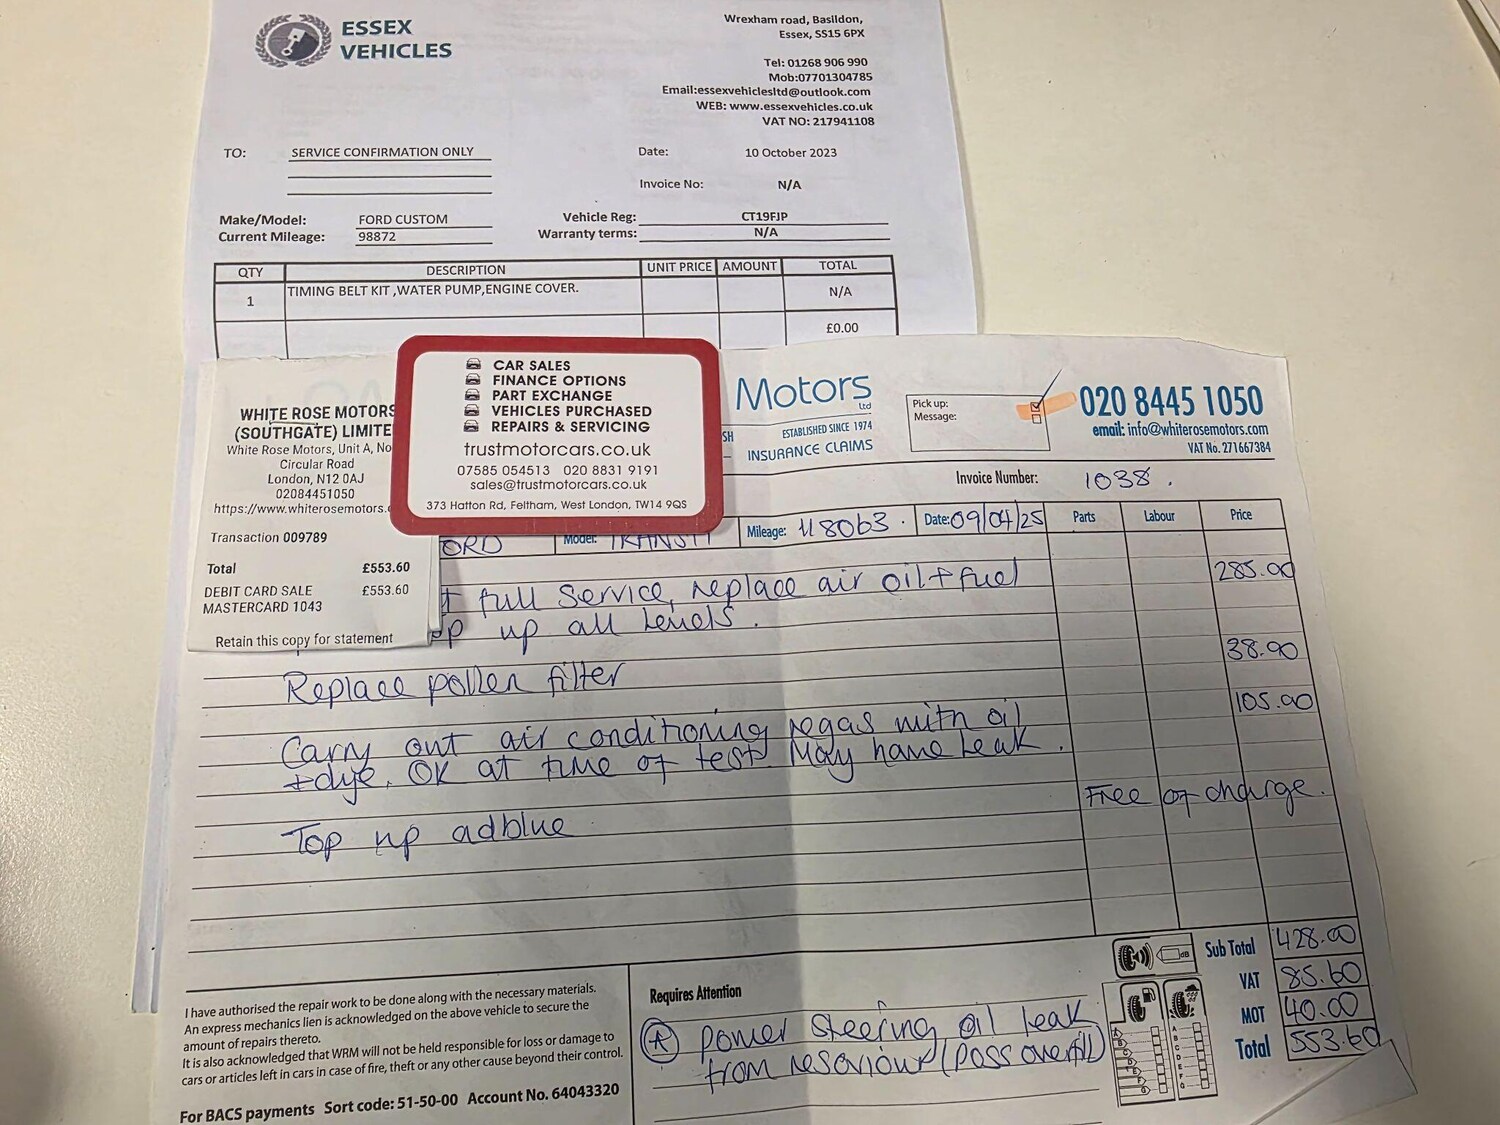 ESSEX
VEHICLES
Wrexham road, Basildon,
Essex, SS15 6PX
Tel: 01268 906 990
Mob:07701304785
Email:essexvehiclesltd@outlook.com
WEB: www.essexvehicles.co.uk
VAT NO: 217941108
TO: SERVICE CONFIRMATION ONLY
Date: 10 October 2023
Invoice No: N/A
Make/Model: FORD CUSTOM
Vehicle Reg: CT19FJP
Current Mileage: 98872
Warranty terms: N/A
QTY DESCRIPTION UNIT PRICE AMOUNT TOTAL
1 TIMING BELT KIT ,WATER PUMP,ENGINE COVER. N/A
£0.00
WHITE ROSE MOTORS
(SOUTHGATE) LIMITE
White Rose Motors, Unit A, No
Circular Road
London, N12 0AJ
02084451050
https://www.whiterosemotors.c
Transaction 009789
Total £553.60
DEBIT CARD SALE £553.60
MASTERCARD 1043
Retain this copy for statement
CAR SALES
FINANCE OPTIONS
PART EXCHANGE
VEHICLES PURCHASED
REPAIRS & SERVICING
trustmotorcars.co.uk
07585 054513 020 8831 9191
sales@trustmotorcars.co.uk
373 Hatton Rd, Feltham, West London, TW14 9QS
Motors
Ltd
SH ESTABLISHED SINCE 1974
INSURANCE CLAIMS
Pick up:
Message:
020 8445 1050
email: info@whiterosemotors.com
VAT No. 271667384
Invoice Number: 1038.
ORD Model: TRANSIT Mileage: 118063. Date: 09/04/25 Parts Labour Price
t full service, replace air oil + fuel 285.00
op up all levels.
Replace pollen filter 38.00
Carry out air conditioning regas with oil 105.00
+ dye. OK at time of test. May have leak.
Top up adblue Free of charge.
I have authorised the repair work to be done along with the necessary materials.
An express mechanics lien is acknowledged on the above vehicle to secure the
amount of repairs thereto.
It is also acknowledged that WRM will not be held responsible for loss or damage to
cars or articles left in cars in case of fire, theft or any other cause beyond their control.
For BACS payments Sort code: 51-50-00 Account No. 64043320
Requires Attention
(A) Power steering oil leak
from resaviour (Poss overfill)
dB
Sub Total 428.00
VAT 85.60
MOT 40.00
Total 553.60